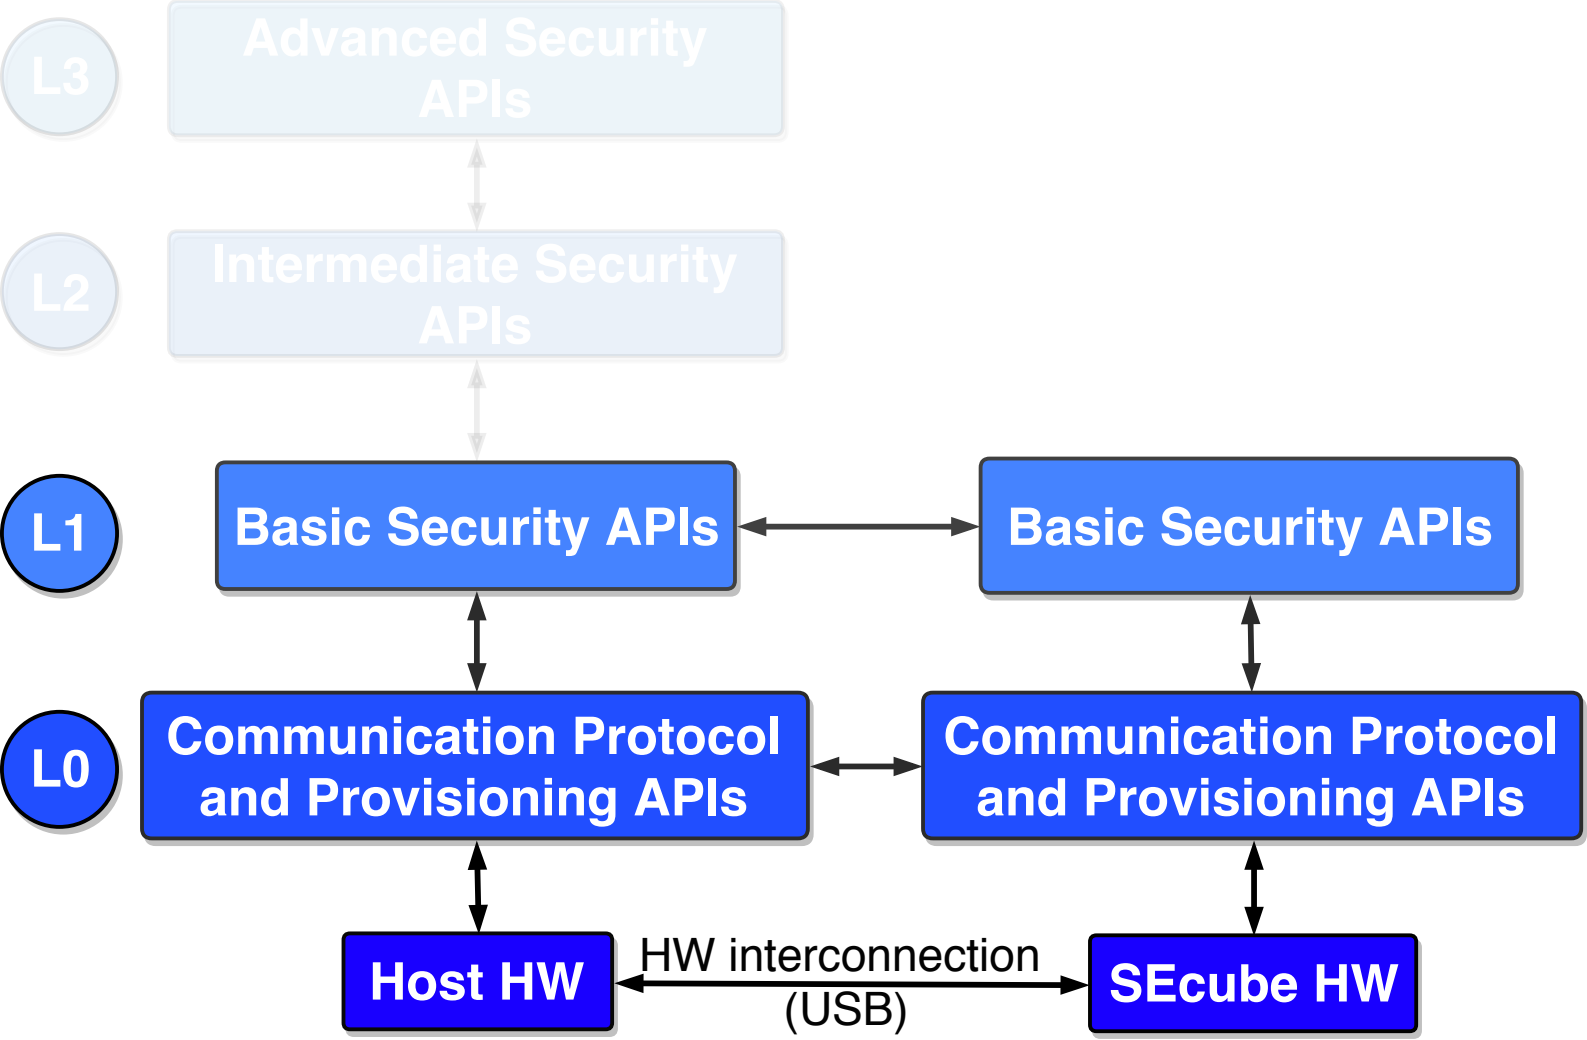 L3
Advanced Security
APIs
L2
Intermediate Security
APIs
L1
Basic Security APIs
Basic Security APIs
L0
Communication Protocol
and Provisioning APIs
Communication Protocol
and Provisioning APIs
Host HW
HW interconnection
(USB)
SEcube HW